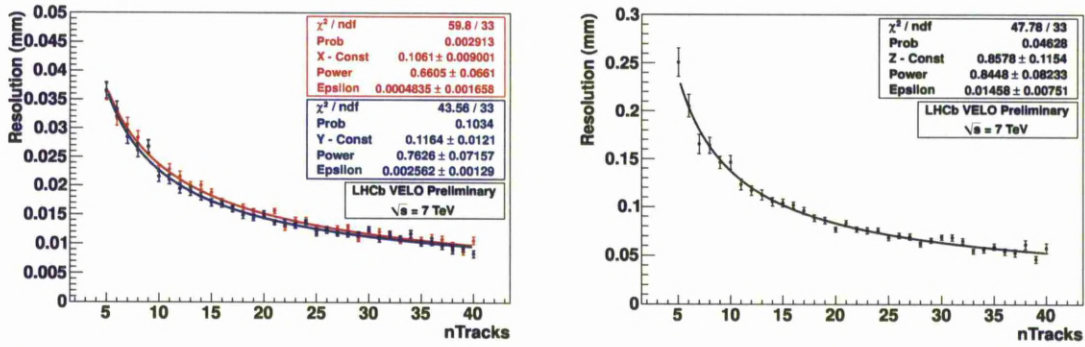 Resolution (mm)
0.05
0.045
0.04
0.035
0.03
0.025
0.02
0.015
0.01
0.005
0
5 10 15 20 25 30 35 40
nTracks
χ² / ndf 59.8 / 33
Prob 0.002913
X - Const 0.1061 ± 0.009001
Power 0.6605 ± 0.0661
Epsilon 0.0004835 ± 0.001658
χ² / ndf 43.56 / 33
Prob 0.1034
Y - Const 0.1164 ± 0.0121
Power 0.7626 ± 0.07157
Epsilon 0.002562 ± 0.00129
LHCb VELO Preliminary
√s = 7 TeV
Resolution (mm)
0.3
0.25
0.2
0.15
0.1
0.05
0
5 10 15 20 25 30 35 40
nTracks
χ² / ndf 47.78 / 33
Prob 0.04628
Z - Const 0.8578 ± 0.1154
Power 0.8448 ± 0.08233
Epsilon 0.01458 ± 0.00751
LHCb VELO Preliminary
√s = 7 TeV